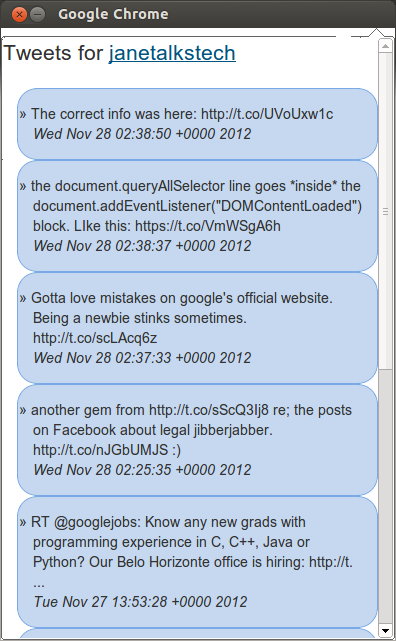 Google Chrome
Tweets for janetalkstech
» The correct info was here: http://t.co/UVoUxw1c
Wed Nov 28 02:38:50 +0000 2012
» the document.queryAllSelector line goes *inside* the
document.addEventListener("DOMContentLoaded")
block. LIke this: https://t.co/VmWSgA6h
Wed Nov 28 02:38:37 +0000 2012
» Gotta love mistakes on google's official website.
Being a newbie stinks sometimes.
http://t.co/scLAcq6z
Wed Nov 28 02:37:33 +0000 2012
» another gem from http://t.co/sScQ3Ij8 re; the posts
on Facebook about legal jibberjabber.
http://t.co/nJGbUMJS :)
Wed Nov 28 02:25:35 +0000 2012
» RT @googlejobs: Know any new grads with
programming experience in C, C++, Java or
Python? Our Belo Horizonte office is hiring: http://t.
...
Tue Nov 27 13:53:28 +0000 2012